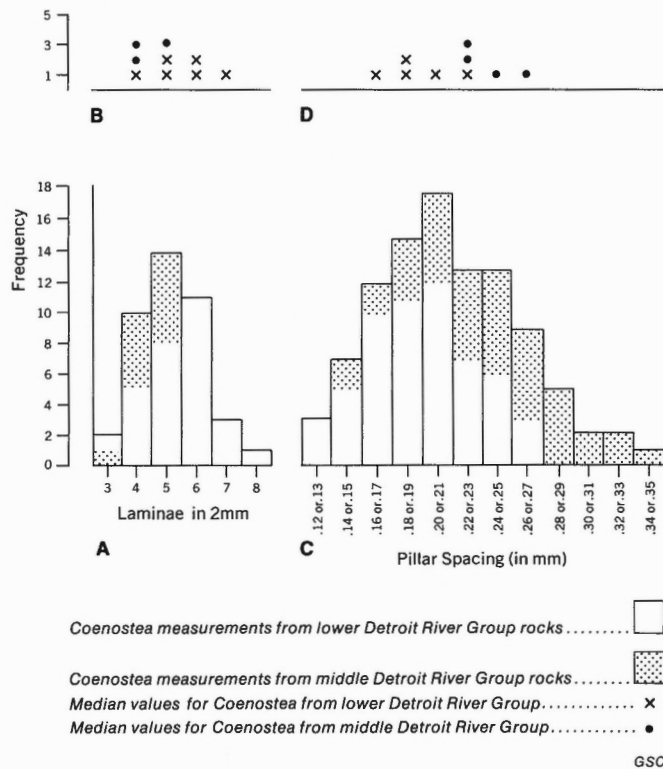 5
3
1
B
D
18
16
14
12
10
8
6
4
2
0
Frequency
3 4 5 6 7 8
Laminae in 2mm
A
.12 or .13
.14 or .15
.16 or .17
.18 or .19
.20 or .21
.22 or .23
.24 or .25
.26 or .27
.28 or .29
.30 or .31
.32 or .33
.34 or .35
C
Pillar Spacing (in mm)
Coenostea measurements from lower Detroit River Group rocks..........
Coenostea measurements from middle Detroit River Group rocks........
Median values for Coenostea from lower Detroit River Group.............. x
Median values for Coenostea from middle Detroit River Group............ •
GSC